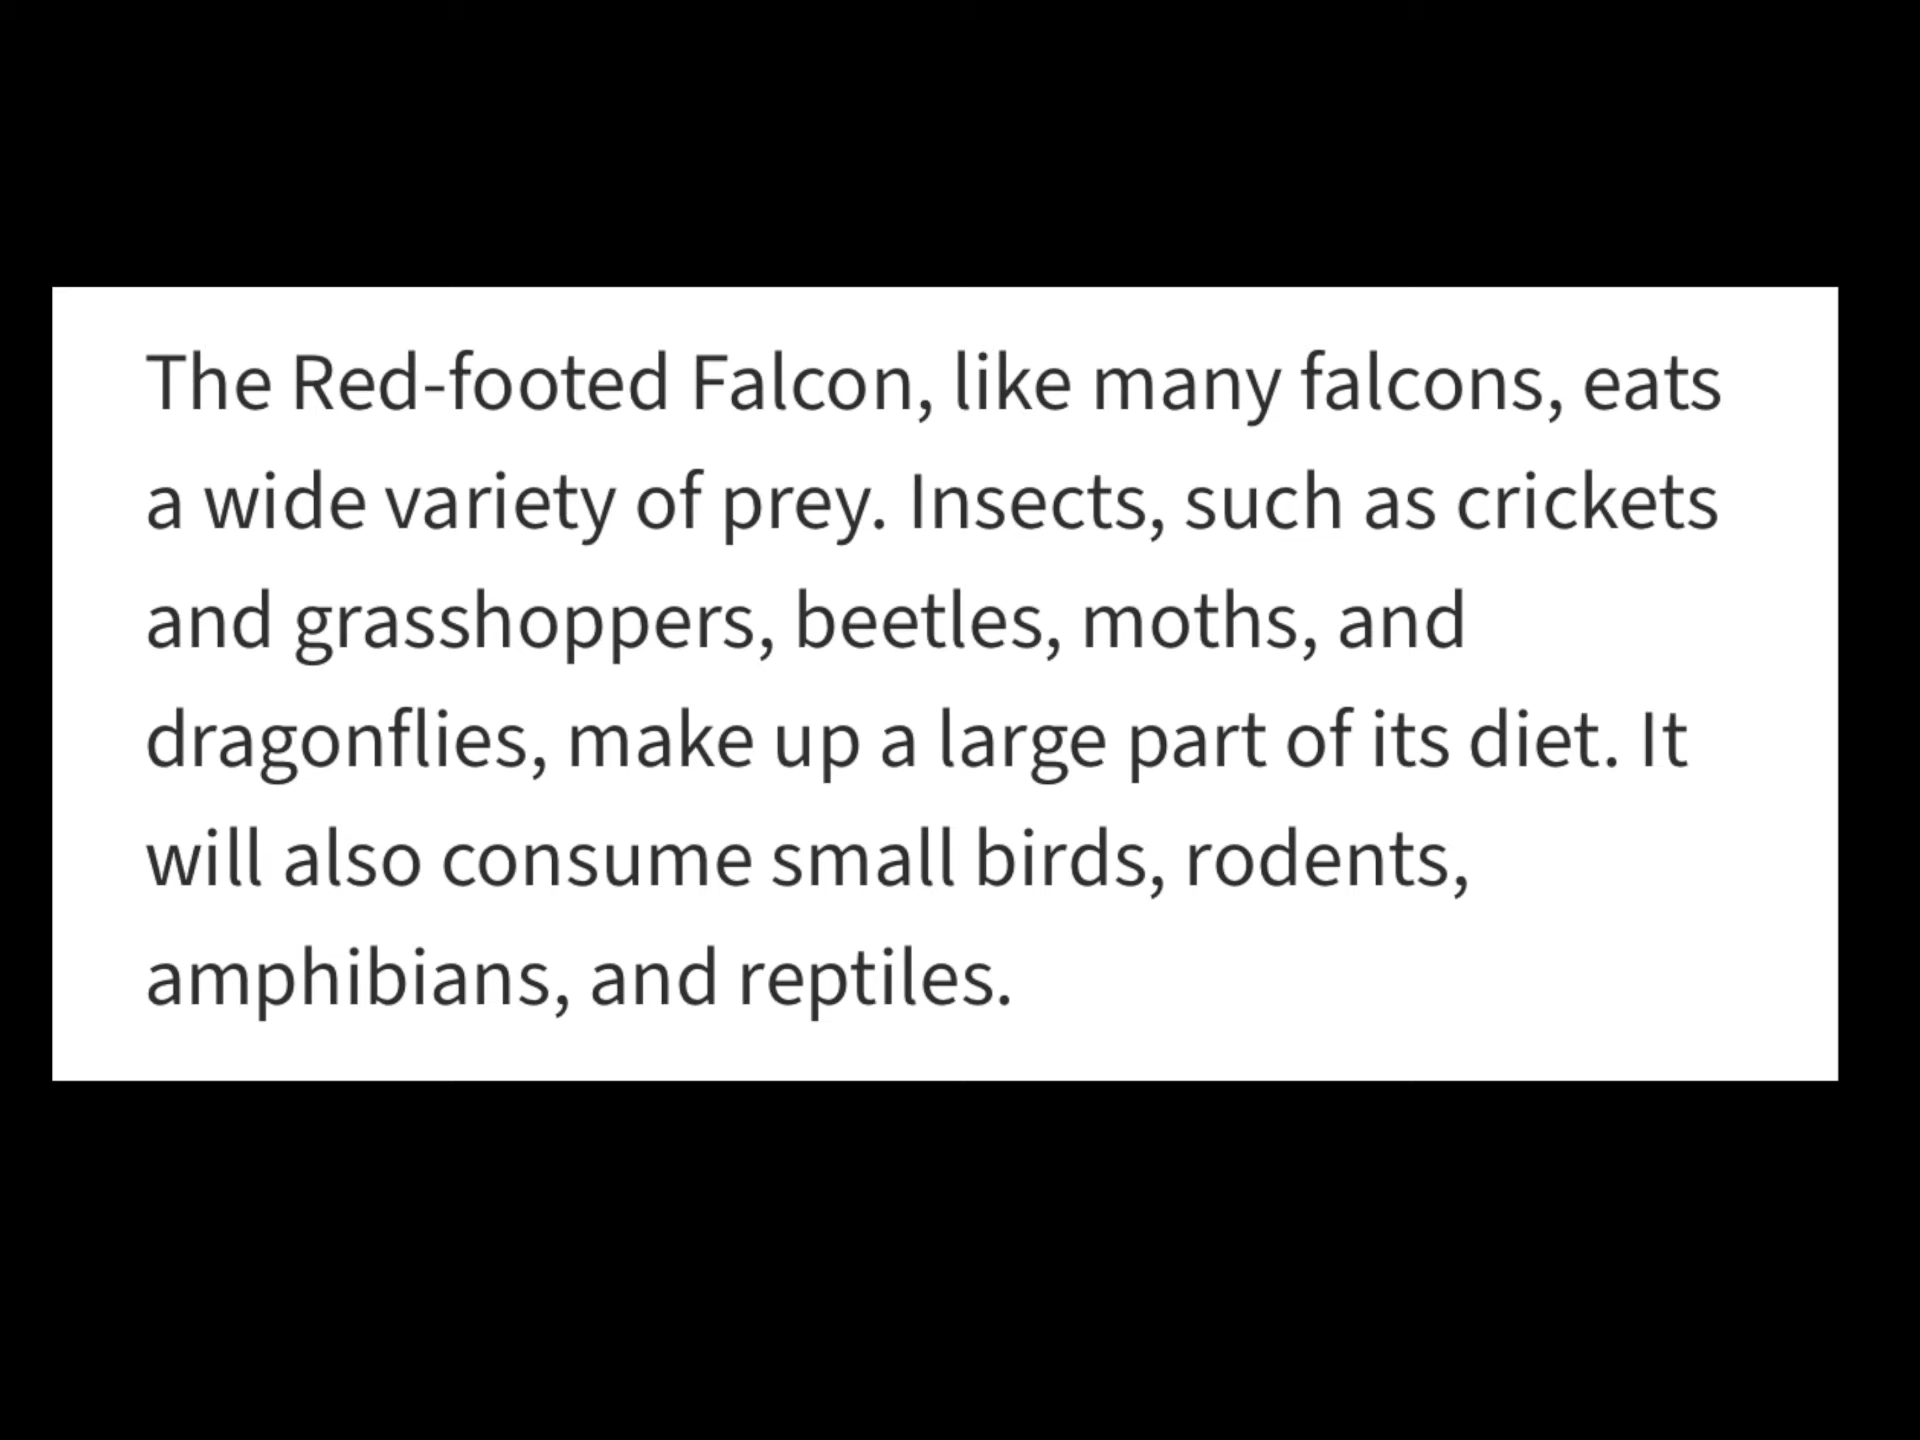 The Red-footed Falcon, like many falcons, eats
a wide variety of prey. Insects, such as crickets
and grasshoppers, beetles, moths, and
dragonflies, make up a large part of its diet. It
will also consume small birds, rodents,
amphibians, and reptiles.